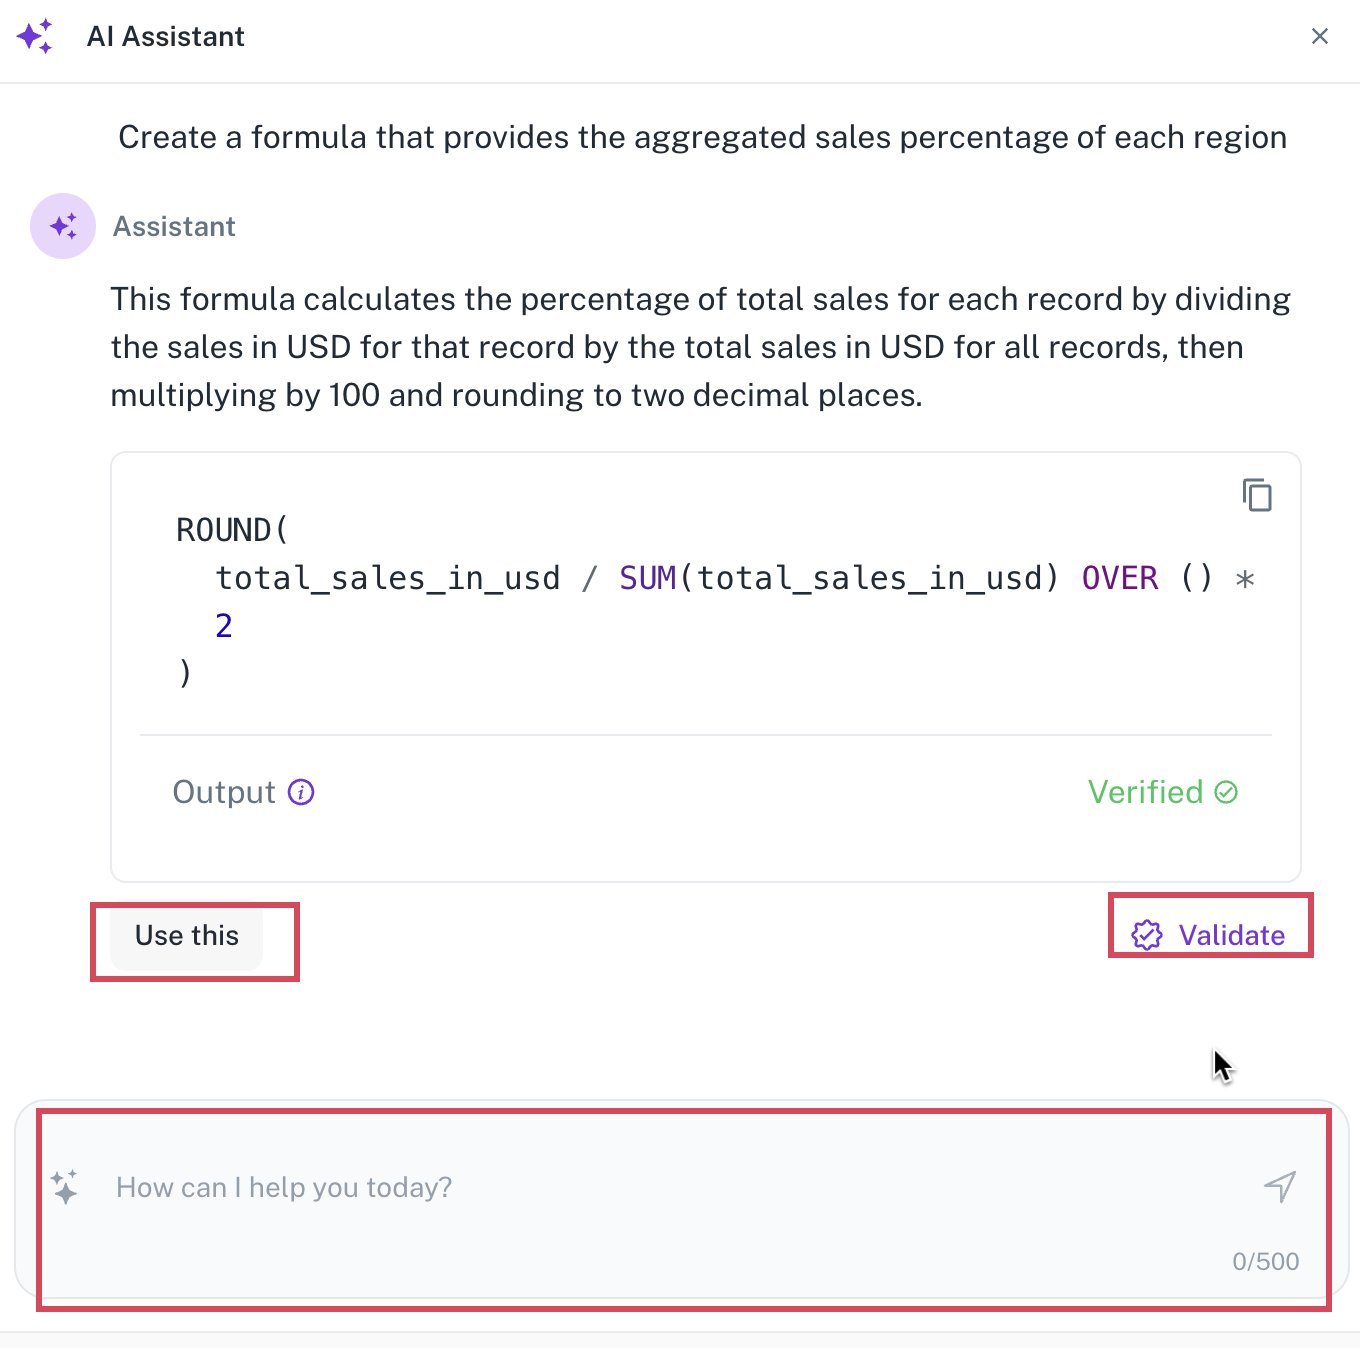 AI Assistant
Create a formula that provides the aggregated sales percentage of each region
Assistant
This formula calculates the percentage of total sales for each record by dividing
the sales in USD for that record by the total sales in USD for all records, then
multiplying by 100 and rounding to two decimal places.
ROUND(
  total_sales_in_usd / SUM(total_sales_in_usd) OVER () *
  2
)
Output
Verified
Use this
Validate
How can I help you today?
0/500